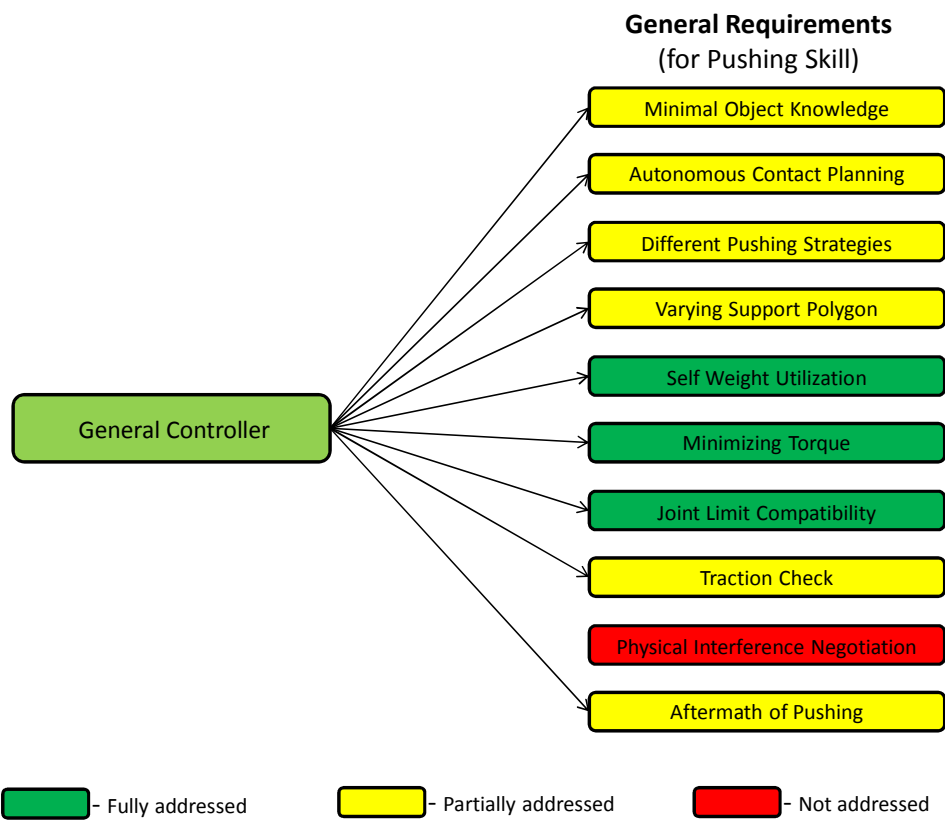 General Requirements
(for Pushing Skill)
Minimal Object Knowledge
Autonomous Contact Planning
Different Pushing Strategies
Varying Support Polygon
Self Weight Utilization
General Controller
Minimizing Torque
Joint Limit Compatibility
Traction Check
Physical Interference Negotiation
Aftermath of Pushing
- Fully addressed
- Partially addressed
- Not addressed